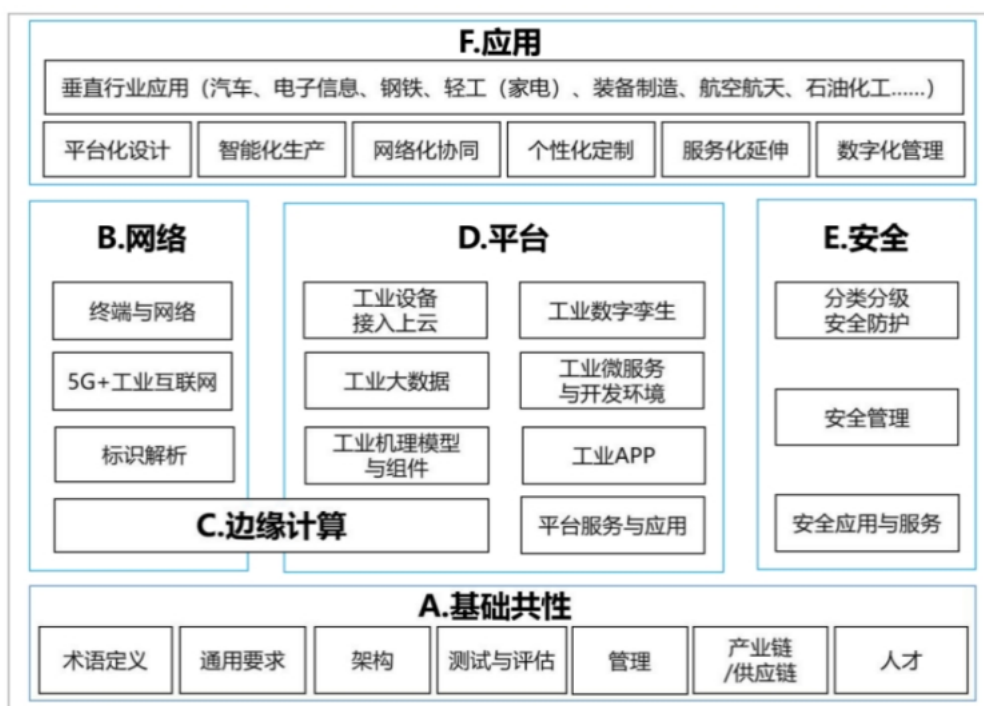 F.应用
垂直行业应用（汽车、电子信息、钢铁、轻工（家电）、装备制造、航空航天、石油化工......）
平台化设计
智能化生产
网络化协同
个性化定制
服务化延伸
数字化管理
B.网络
终端与网络
5G+工业互联网
标识解析
C.边缘计算
D.平台
工业设备
接入上云
工业数字孪生
工业大数据
工业微服务
与开发环境
工业机理模型
与组件
工业APP
平台服务与应用
E.安全
分类分级
安全防护
安全管理
安全应用与服务
A.基础共性
术语定义
通用要求
架构
测试与评估
管理
产业链
/供应链
人才